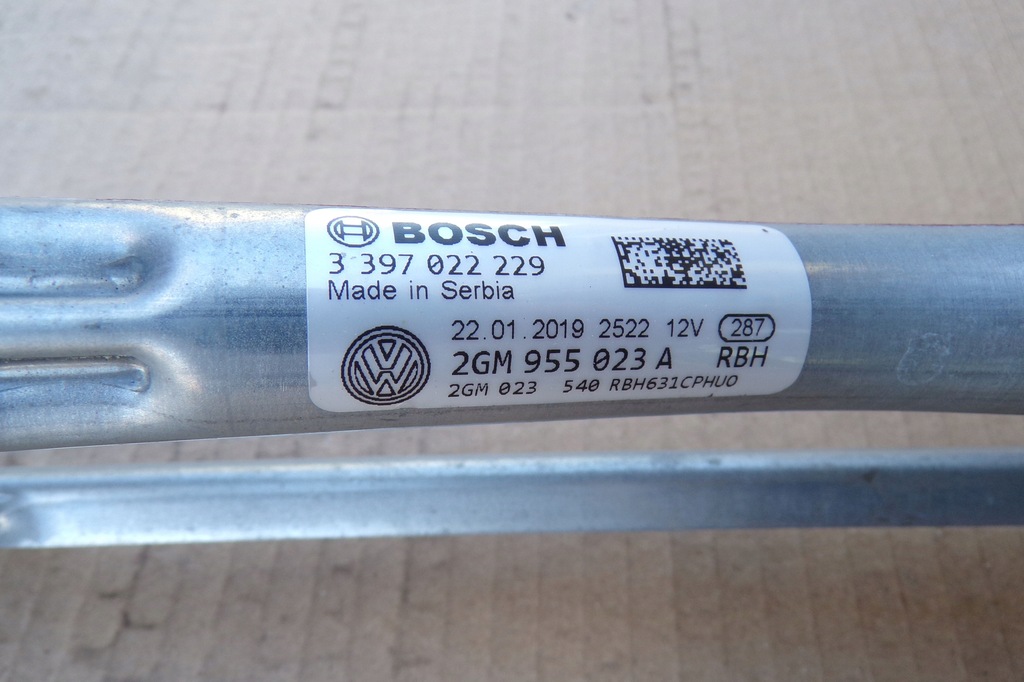 BOSCH
3 397 022 229
Made in Serbia
22.01.2019 2522 12V 287
2GM 955 023 A RBH
2GM 023 540 RBH631CPHUO